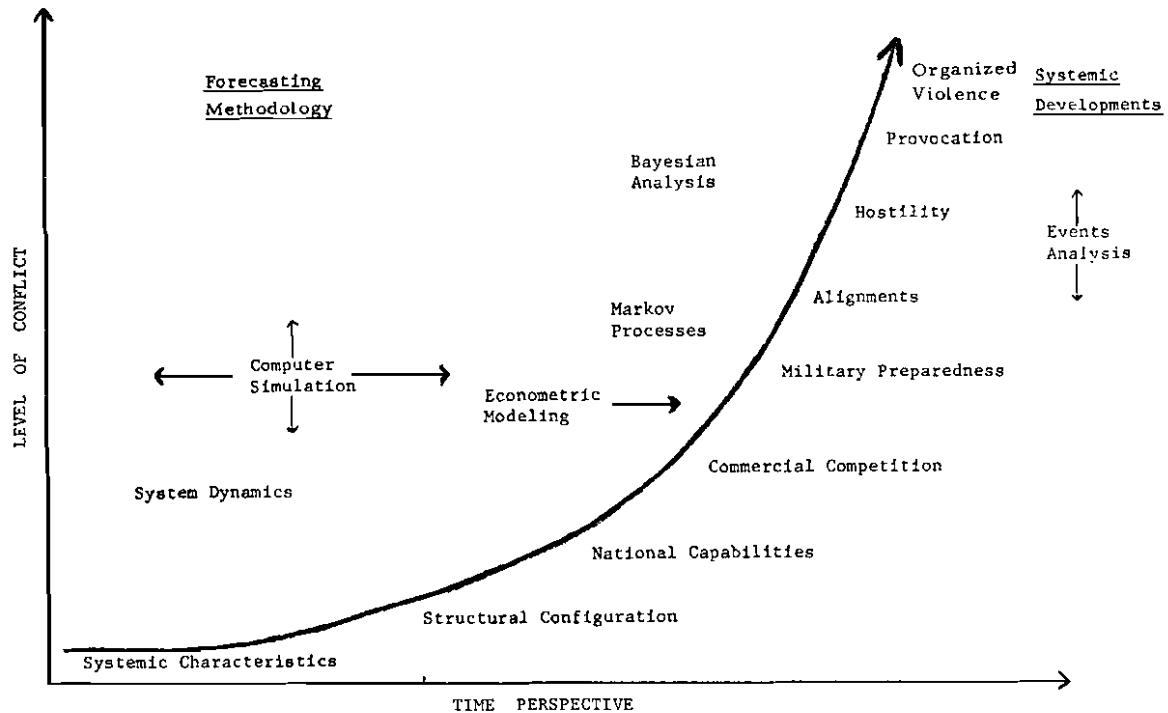 Forecasting
Methodology
Organized
Violence
Systemic
Developments
Provocation
Bayesian
Analysis
Hostility
Events
Analysis
Alignments
Markov
Processes
Computer
Simulation
Military Preparedness
Econometric
Modeling
Commercial Competition
System Dynamics
National Capabilities
Structural Configuration
Systemic Characteristics
LEVEL OF CONFLICT
TIME PERSPECTIVE